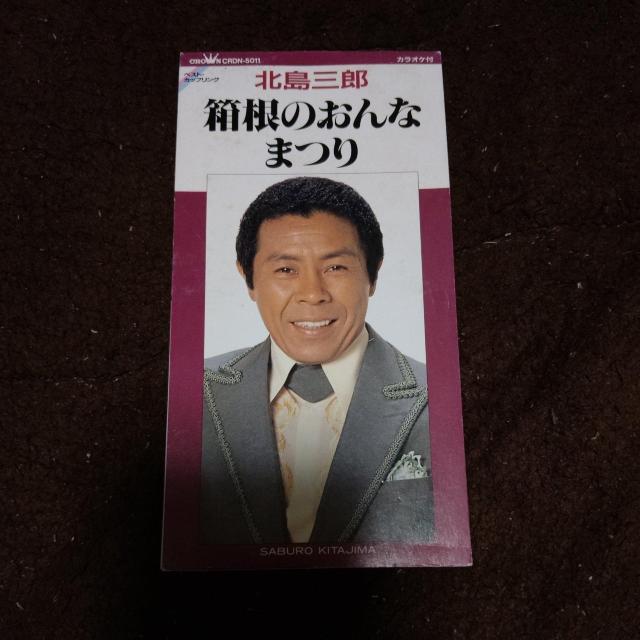 CROWN CRDN-5011
カラオケ付
ベスト・
カップリング
北島三郎
箱根のおんな
まつり
SABURO KITAJIMA